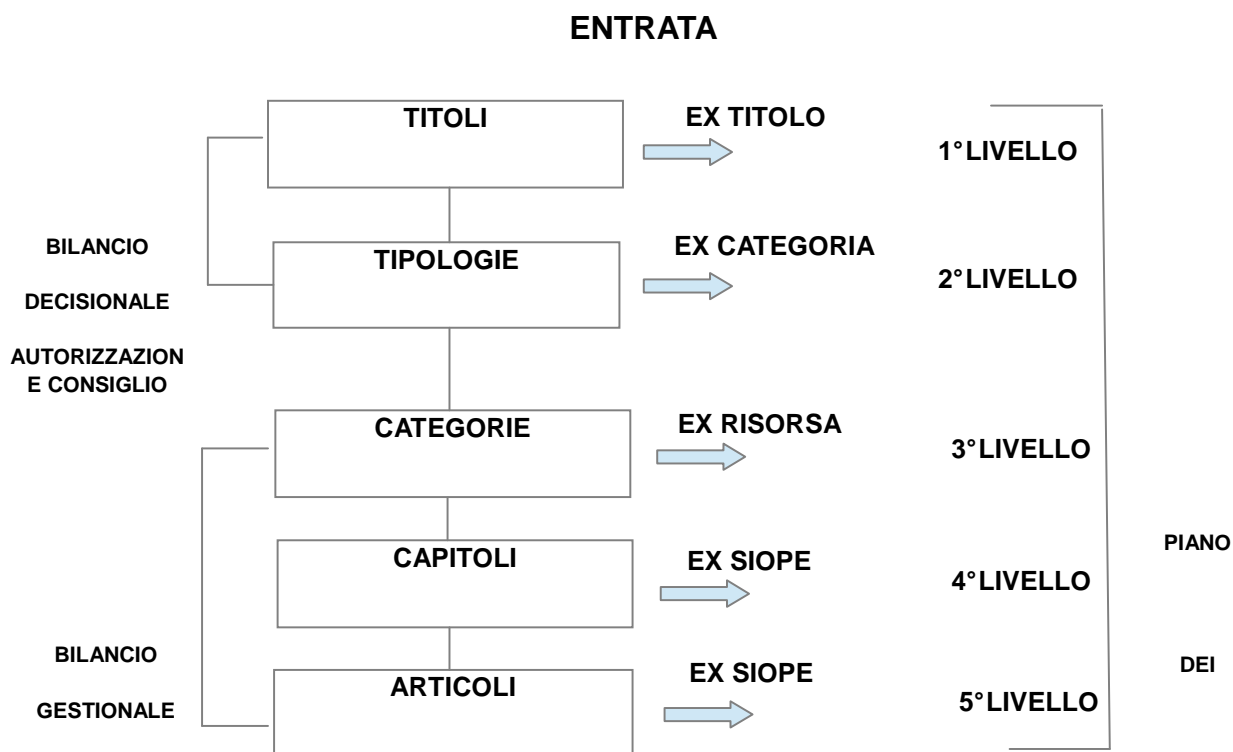 ENTRATA
TITOLI
EX TITOLO
1°LIVELLO
BILANCIO
DECISIONALE
AUTORIZZAZION
E CONSIGLIO
TIPOLOGIE
EX CATEGORIA
2°LIVELLO
CATEGORIE
EX RISORSA
3°LIVELLO
CAPITOLI
EX SIOPE
4°LIVELLO
PIANO
DEI
BILANCIO
GESTIONALE
ARTICOLI
EX SIOPE
5°LIVELLO